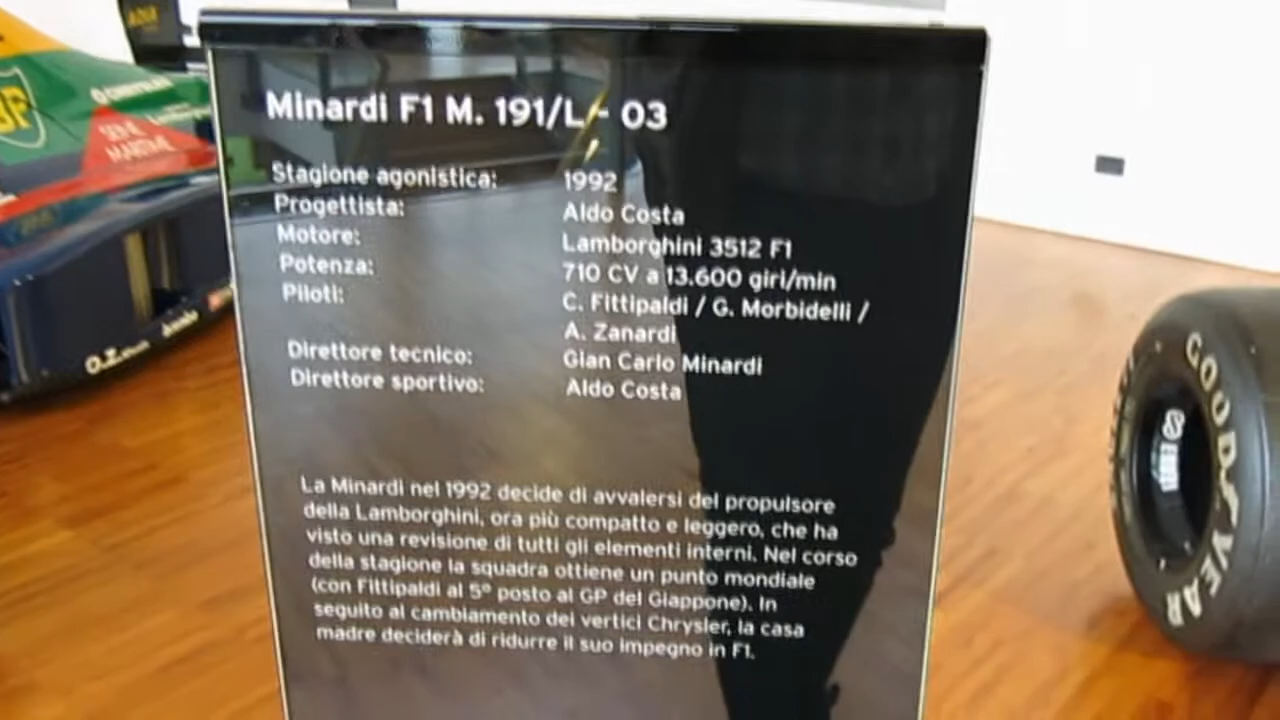 Minardi F1 M. 191/L - 03
Stagione agonistica: 1992
Progettista: Aldo Costa
Motore: Lamborghini 3512 F1
Potenza: 710 CV a 13.600 giri/min
Piloti: C. Fittipaldi / G. Morbidelli /
A. Zanardi
Direttore tecnico: Gian Carlo Minardi
Direttore sportivo: Aldo Costa
La Minardi nel 1992 decide di avvalersi del propulsore
della Lamborghini, ora più compatto e leggero, che ha
visto una revisione di tutti gli elementi interni. Nel corso
della stagione la squadra ottiene un punto mondiale
(con Fittipaldi al 5° posto al GP del Giappone). In
seguito al cambiamento dei vertici Chrysler, la casa
madre deciderà di ridurre il suo impegno in F1.
BP
CHRYSLER
O.Z.
GOODYEAR